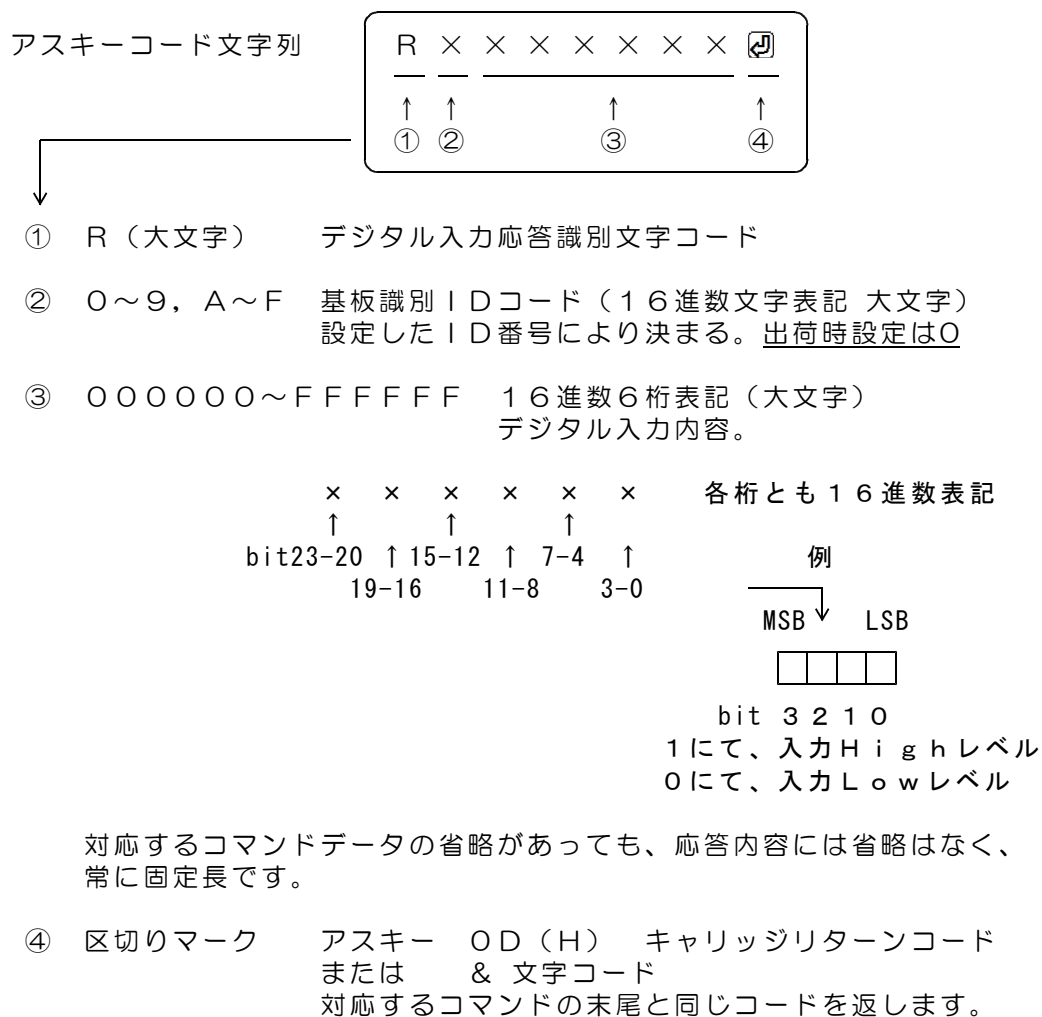 アスキーコード文字列 R × × × × × × ×
↑ ↑ ↑ ↑
① ② ③ ④
① R（大文字） デジタル入力応答識別文字コード
② ０～９，Ａ～Ｆ 基板識別ＩＤコード（１６進数文字表記 大文字）
設定したＩＤ番号により決まる。出荷時設定は０
③ ００００００～ＦＦＦＦＦＦ １６進数６桁表記（大文字）
デジタル入力内容。
× × × × × × 各桁とも１６進数表記
↑ ↑ ↑
bit23-20 ↑ 15-12 ↑ 7-4 ↑ 例
19-16 11-8 3-0
MSB LSB
bit ３２１０
１にて、入力Ｈｉｇｈレベル
０にて、入力Ｌｏｗレベル
対応するコマンドデータの省略があっても、応答内容には省略はなく、
常に固定長です。
④ 区切りマーク アスキー ０Ｄ（Ｈ） キャリッジリターンコード
または ＆ 文字コード
対応するコマンドの末尾と同じコードを返します。